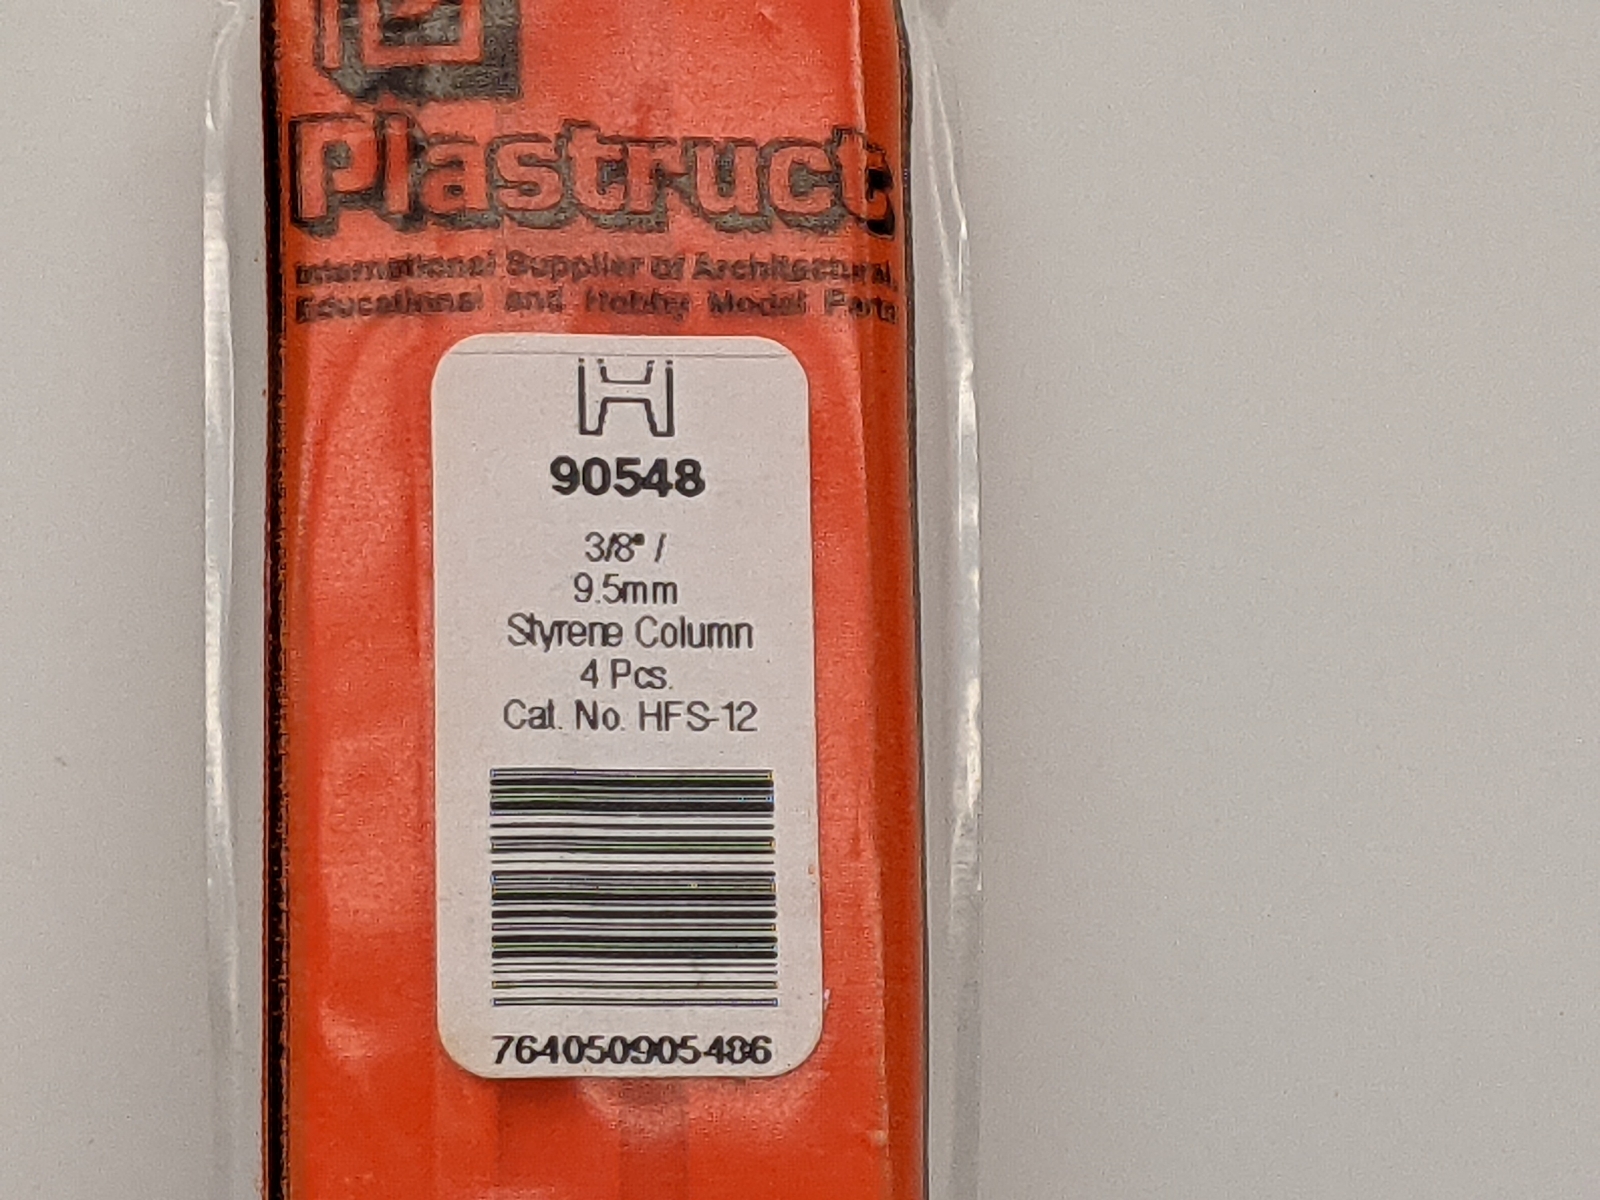 Plastruct
International Supplier of Architectural,
Educational and Hobby Model Parts
90548
3/8" /
9.5mm
Styrene Column
4 Pcs.
Cat. No. HFS-12
764050905486